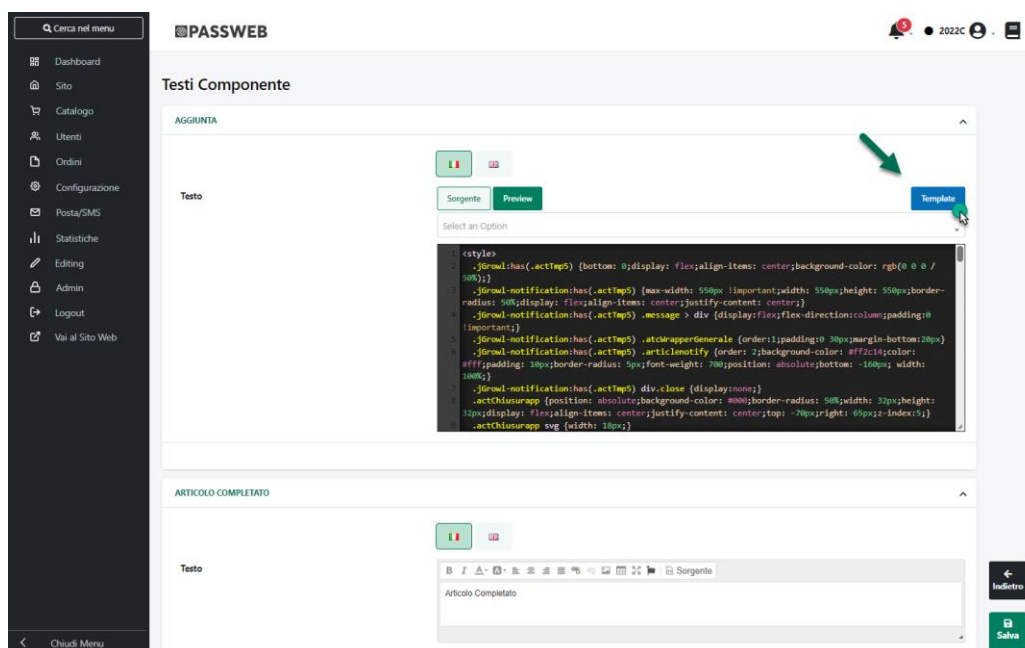 Cerca nel menu
PASSWEB
5
2022C
Dashboard
Sito
Catalogo
Utenti
Ordini
Configurazione
Posta/SMS
Statistiche
Editing
Admin
Logout
Vai al Sito Web
Chiudi Menu
Testi Componente
AGGIUNTA
Testo
Sorgente
Preview
Template
Select an Option
1 <style>
2 .jGrowl:has(.actTmp5) {bottom: 0;display: flex;align-items: center;background-color: rgb(0 0 0 /
50%);}
3 .jGrowl-notification:has(.actTmp5) {max-width: 550px !important;width: 550px;height: 550px;border-
radius: 50%;display: flex;align-items: center;justify-content: center;}
4 .jGrowl-notification:has(.actTmp5) .message > div {display:flex;flex-direction:column;padding:0
!important;}
5 .jGrowl-notification:has(.actTmp5) .atcWrapperGenerale {order:1;padding:0 30px;margin-bottom:20px}
6 .jGrowl-notification:has(.actTmp5) .articlenotify {order: 2;background-color: #ff2c14;color:
#fff;padding: 10px;border-radius: 5px;font-weight: 700;position: absolute;bottom: -160px; width:
100%;}
7 .jGrowl-notification:has(.actTmp5) div.close {display:none;}
8 .actChiusurapp {position: absolute;background-color: #000;border-radius: 50%;width: 32px;height:
32px;display: flex;align-items: center;justify-content: center;top: -70px;right: 65px;z-index:5;}
.actChiusurapp svg {width: 18px;}
ARTICOLO COMPLETATO
Testo
B I A A Sorgente
Articolo Completato
Indietro
Salva